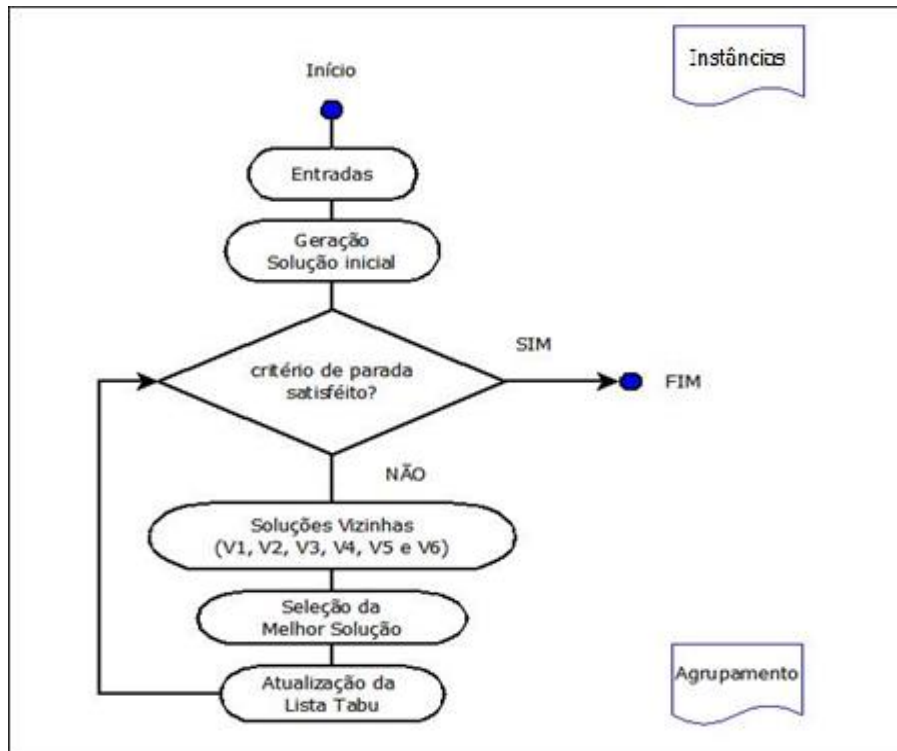 Instâncias
Início
Entradas
Geração
Solução inicial
critério de parada
satisféito?
SIM
FIM
NÃO
Soluções Vizinhas
(V1, V2, V3, V4, V5 e V6)
Seleção da
Melhor Solução
Atualização da
Lista Tabu
Agrupamento